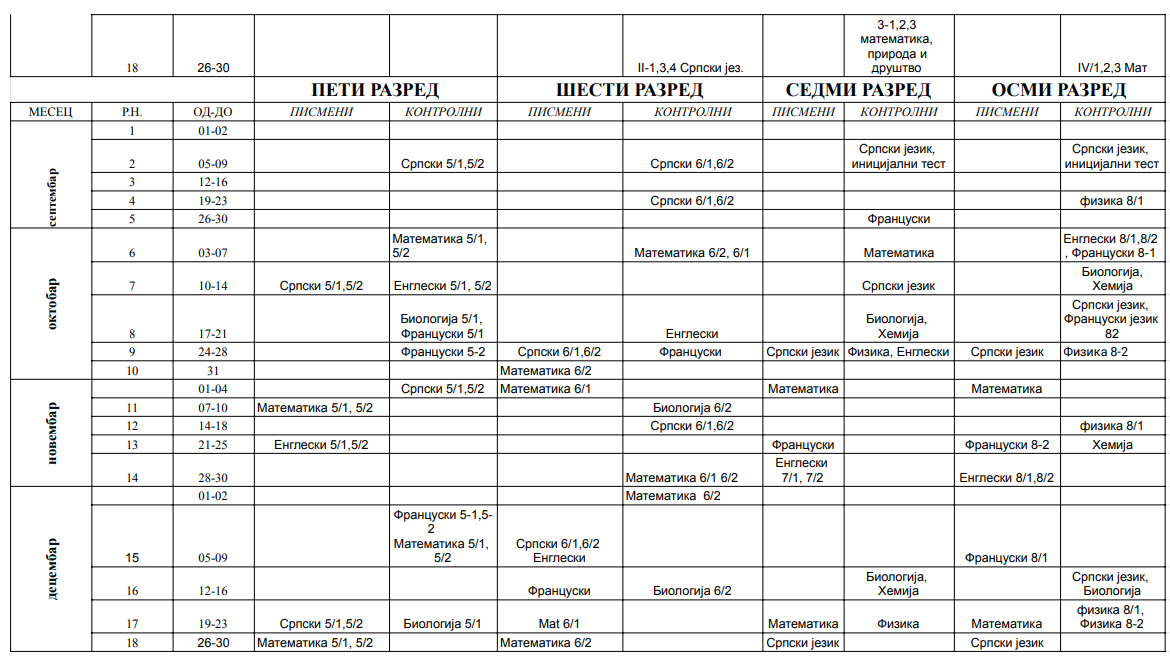 18 26-30 II-1,3,4 Српски јез. 3-1,2,3 математика, природа и друштво IV/1,2,3 Мат
ПЕТИ РАЗРЕД ШЕСТИ РАЗРЕД СЕДМИ РАЗРЕД ОСМИ РАЗРЕД
МЕСЕЦ Р.Н. ОД-ДО ПИСМЕНИ КОНТРОЛНИ ПИСМЕНИ КОНТРОЛНИ ПИСМЕНИ КОНТРОЛНИ ПИСМЕНИ КОНТРОЛНИ
септембар
1 01-02
2 05-09 Српски 5/1,5/2 Српски 6/1,6/2 Српски језик, иницијални тест Српски језик, иницијални тест
3 12-16
4 19-23 Српски 6/1,6/2 физика 8/1
5 26-30 Француски
октобар
6 03-07 Математика 5/1, 5/2 Математика 6/2, 6/1 Математика Енглески 8/1,8/2 , Француски 8-1
7 10-14 Српски 5/1,5/2 Енглески 5/1, 5/2 Српски језик Биологија, Хемија
8 17-21 Биологија 5/1, Француски 5/1 Енглески Биологија, Хемија Српски језик, Француски језик 82
9 24-28 Француски 5-2 Српски 6/1,6/2 Француски Српски језик Физика, Енглески Српски језик Физика 8-2
10 31 Математика 6/2
новембар
01-04 Српски 5/1,5/2 Математика 6/1 Математика Математика
11 07-10 Математика 5/1, 5/2 Биологија 6/2
12 14-18 Српски 6/1,6/2 физика 8/1
13 21-25 Енглески 5/1,5/2 Француски Француски 8-2 Хемија
14 28-30 Математика 6/1 6/2 Енглески 7/1, 7/2 Енглески 8/1,8/2
децембар
01-02 Математика 6/2
15 05-09 Француски 5-1,5-2 Математика 5/1, 5/2 Српски 6/1,6/2 Енглески Француски 8/1
16 12-16 Француски Биологија 6/2 Биологија, Хемија Српски језик, Биологија
17 19-23 Српски 5/1,5/2 Биологија 5/1 Mat 6/1 Математика Физика Математика физика 8/1, Физика 8-2
18 26-30 Математика 5/1, 5/2 Математика 6/2 Српски језик Српски језик